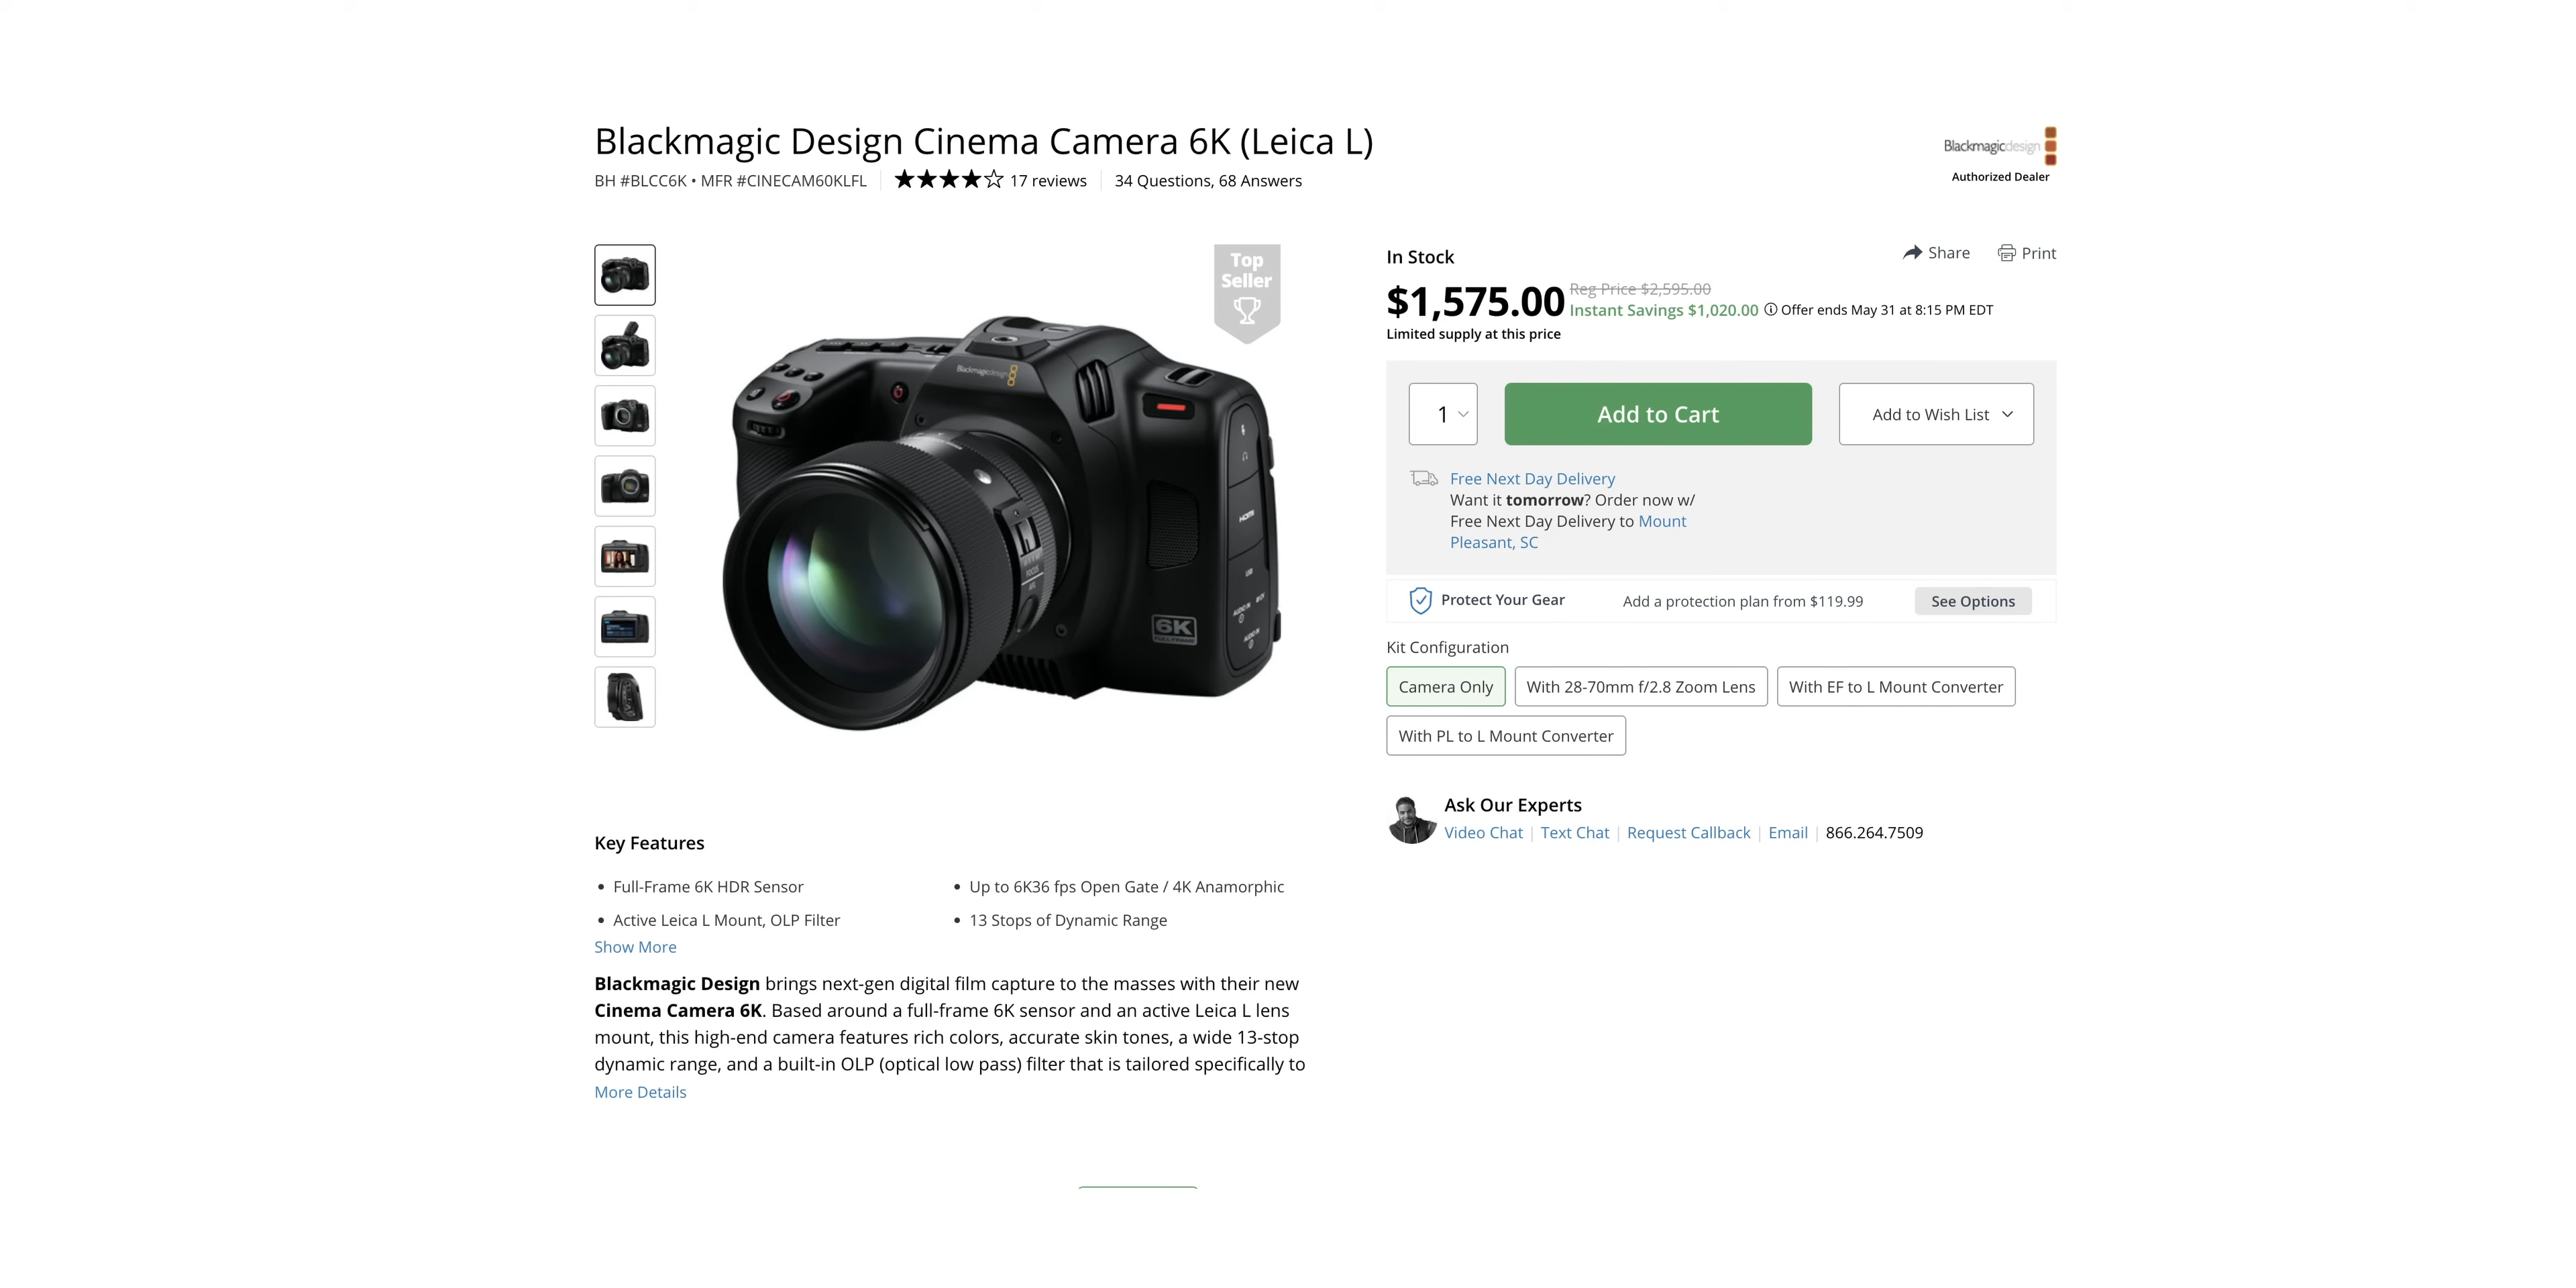 Blackmagic Design Cinema Camera 6K (Leica L)
BH #BLCC6K • MFR #CINECAM60KLFL
17 reviews
34 Questions, 68 Answers
Blackmagicdesign
Authorized Dealer
Top
Seller
Blackmagicdesign
HDMI
USB
FOCUS
6K
FULL FRAME
In Stock
Share
Print
$1,575.00
Reg Price $2,595.00
Instant Savings $1,020.00 Offer ends May 31 at 8:15 PM EDT
Limited supply at this price
1
Add to Cart
Add to Wish List
Free Next Day Delivery
Want it tomorrow? Order now w/
Free Next Day Delivery to Mount
Pleasant, SC
Protect Your Gear
Add a protection plan from $119.99
See Options
Kit Configuration
Camera Only
With 28-70mm f/2.8 Zoom Lens
With EF to L Mount Converter
With PL to L Mount Converter
Ask Our Experts
Video Chat | Text Chat | Request Callback | Email | 866.264.7509
Key Features
• Full-Frame 6K HDR Sensor
• Up to 6K36 fps Open Gate / 4K Anamorphic
• Active Leica L Mount, OLP Filter
• 13 Stops of Dynamic Range
Show More
Blackmagic Design brings next-gen digital film capture to the masses with their new
Cinema Camera 6K. Based around a full-frame 6K sensor and an active Leica L lens
mount, this high-end camera features rich colors, accurate skin tones, a wide 13-stop
dynamic range, and a built-in OLP (optical low pass) filter that is tailored specifically to
More Details